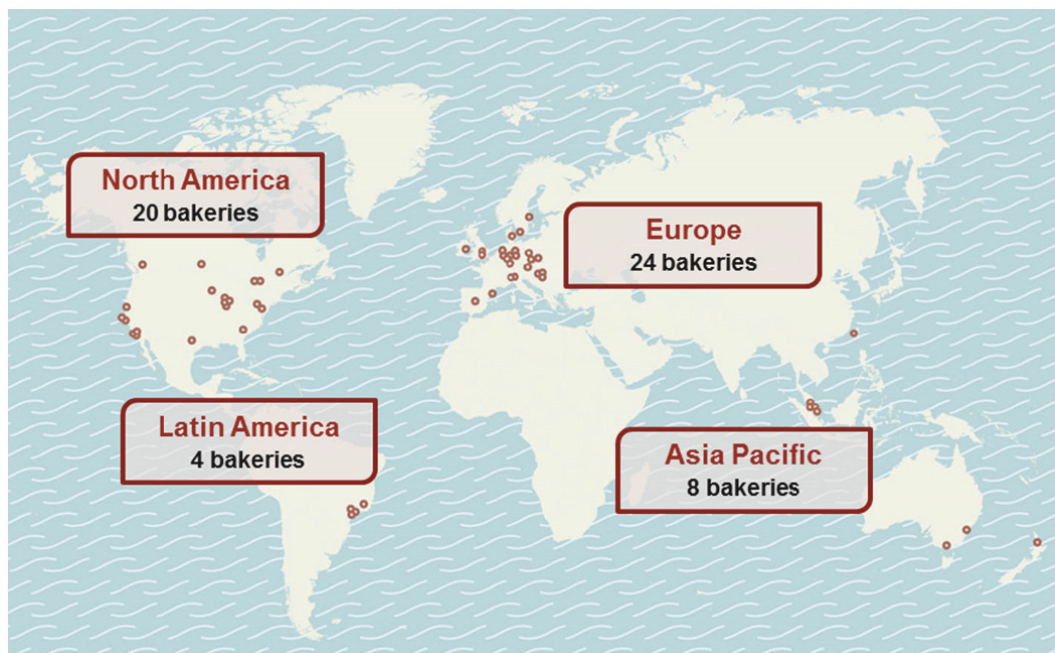 North America
20 bakeries
Europe
24 bakeries
Latin America
4 bakeries
Asia Pacific
8 bakeries